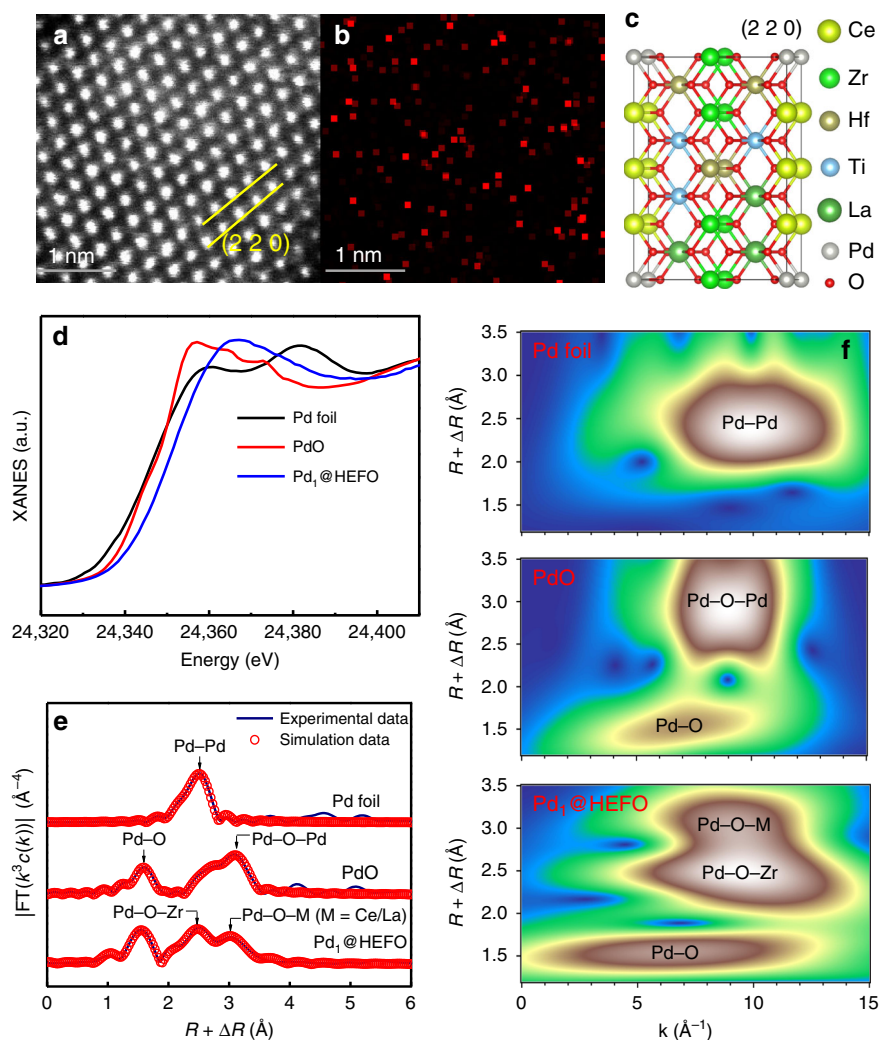 a
1 nm
(2 2 0)
b
1 nm
c
(2 2 0)
Ce
Zr
Hf
Ti
La
Pd
O
d
XANES (a.u.)
Pd foil
PdO
Pd₁@HEFO
24,320 24,340 24,360 24,380 24,400
Energy (eV)
e
Experimental data
Simulation data
|FT(k³c(k))| (Å⁻⁴)
Pd–Pd
Pd foil
Pd–O
Pd–O–Pd
PdO
Pd–O–Zr
Pd–O–M (M = Ce/La)
Pd₁@HEFO
0 1 2 3 4 5 6
R + ΔR (Å)
f
Pd foil
3.5
3.0
2.5
2.0
1.5
R + ΔR (Å)
Pd–Pd
PdO
3.5
3.0
2.5
2.0
1.5
R + ΔR (Å)
Pd–O–Pd
Pd–O
Pd₁@HEFO
3.5
3.0
2.5
2.0
1.5
R + ΔR (Å)
Pd–O–M
Pd–O–Zr
Pd–O
0 5 10 15
k (Å⁻¹)